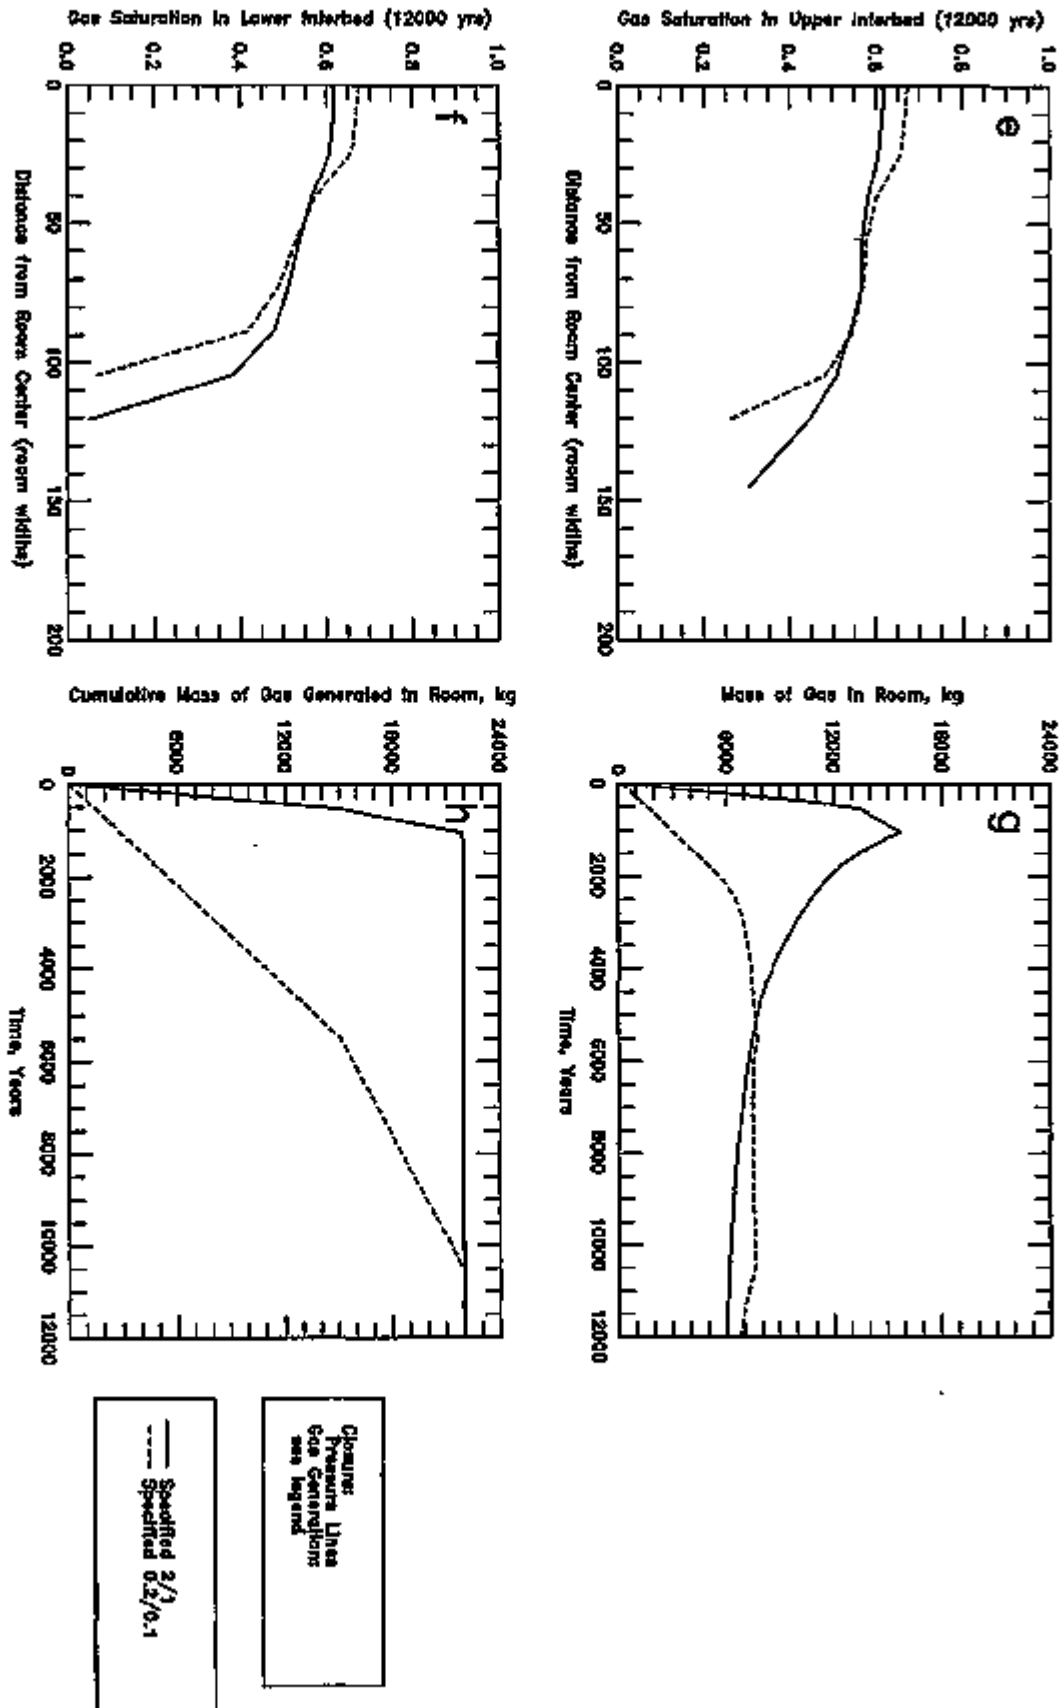 Gas Saturation in Upper Interbed (12000 yrs)
1.0
0.8
0.6
0.4
0.2
0.0
e
0
50
100
150
200
Distance from Room Center (room widths)
Mass of Gas in Room, kg
24000
18000
12000
6000
0
g
0
2000
4000
6000
8000
10000
12000
Time, Years
Gas Saturation in Lower Interbed (12000 yrs)
1.0
0.8
0.6
0.4
0.2
0.0
f
0
50
100
150
200
Distance from Room Center (room widths)
Cumulative Mass of Gas Generated in Room, kg
24000
18000
12000
6000
0
h
0
2000
4000
6000
8000
10000
12000
Time, Years
Closure:
Pressure Lines
Gas Generation:
see legend
Specified 2/1
Specified 0.2/0.1